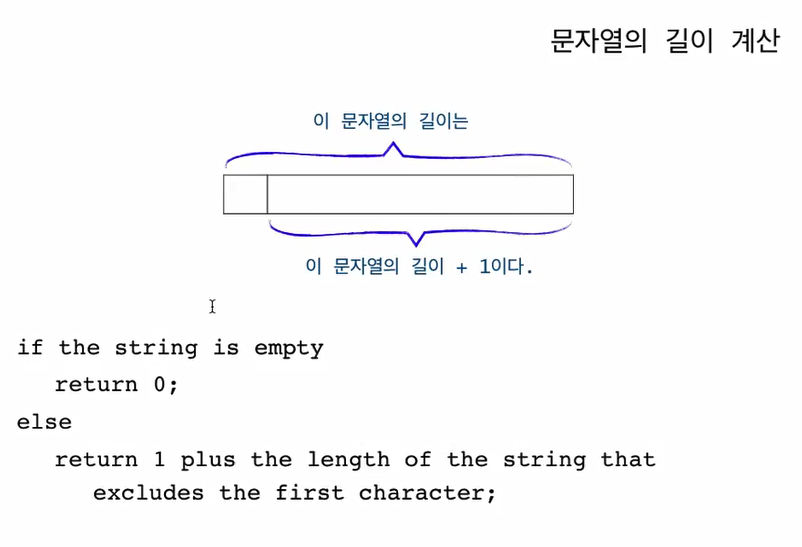 문자열의 길이 계산
이 문자열의 길이는
이 문자열의 길이 + 1이다.
if the string is empty
return 0;
else
return 1 plus the length of the string that
excludes the first character;